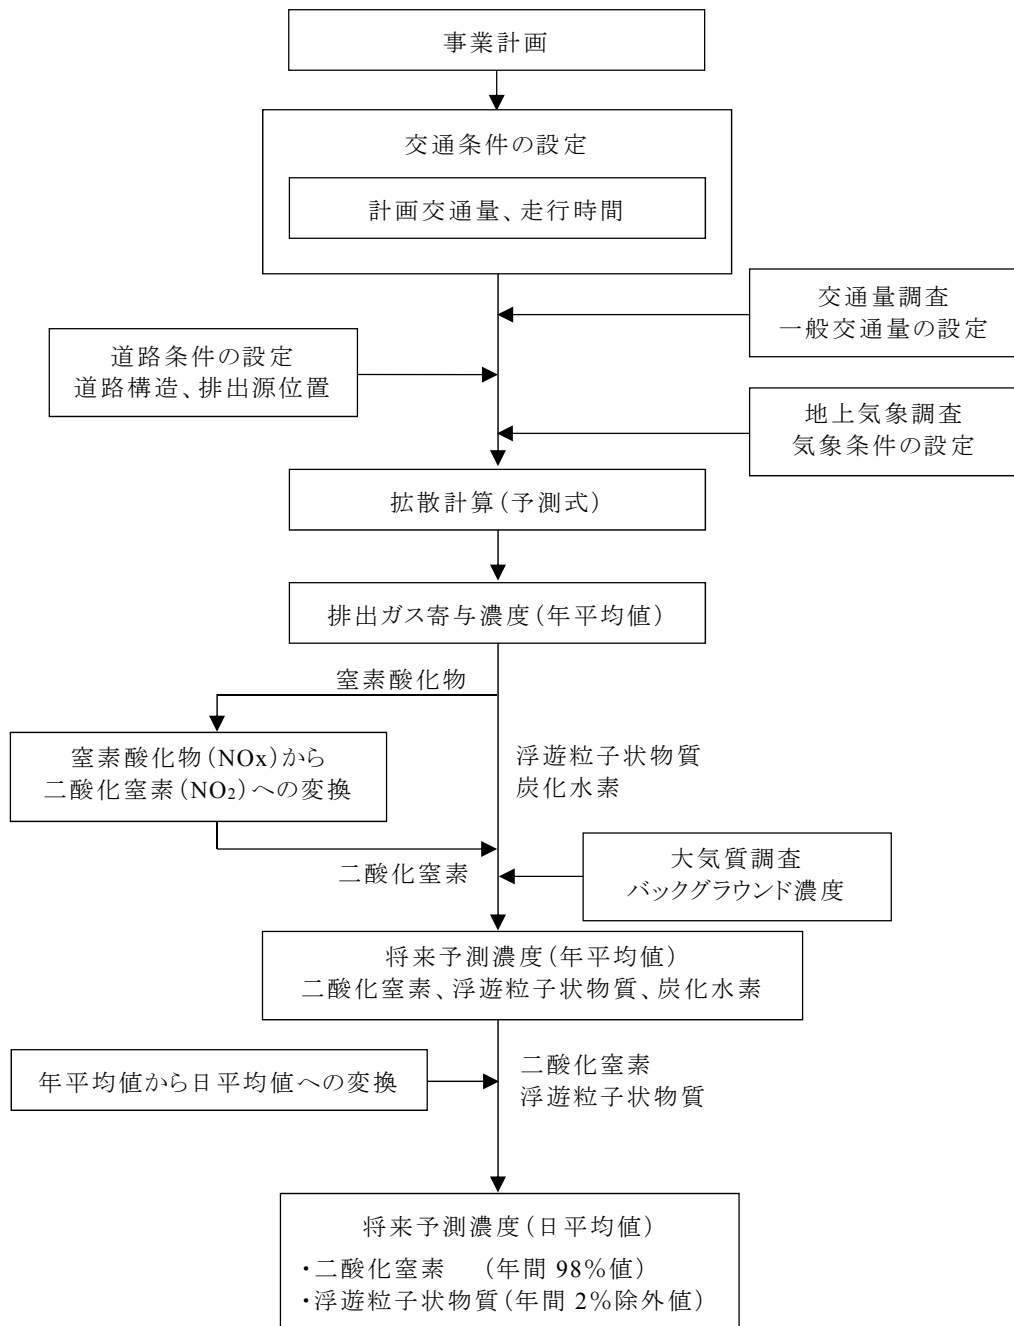 事業計画
交通条件の設定
計画交通量、走行時間
交通量調査
一般交通量の設定
道路条件の設定
道路構造、排出源位置
地上気象調査
気象条件の設定
拡散計算(予測式)
排出ガス寄与濃度(年平均値)
窒素酸化物
窒素酸化物(NOx)から
二酸化窒素(NO₂)への変換
浮遊粒子状物質
炭化水素
二酸化窒素
大気質調査
バックグラウンド濃度
将来予測濃度(年平均値)
二酸化窒素、浮遊粒子状物質、炭化水素
年平均値から日平均値への変換
二酸化窒素
浮遊粒子状物質
将来予測濃度(日平均値)
・二酸化窒素 (年間 98%値)
・浮遊粒子状物質(年間 2%除外値)